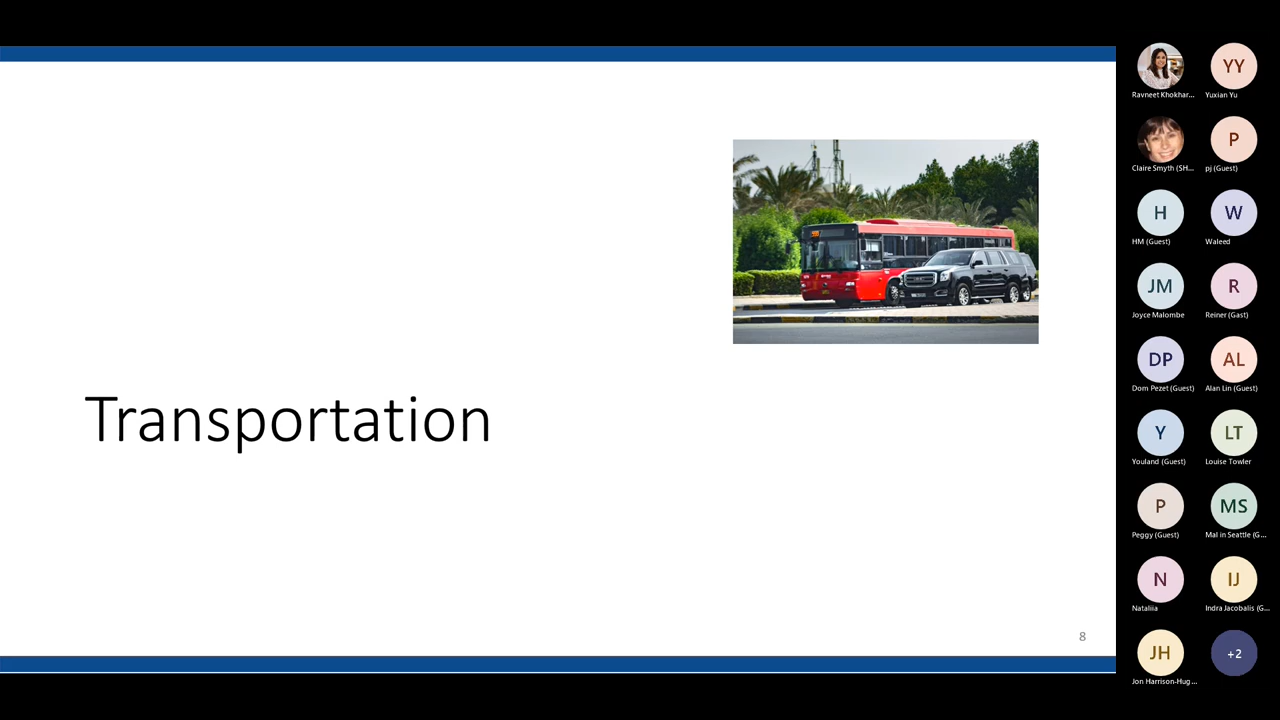 Transportation
8
Ravneet Khokhar...
YY
Yuxian Yu
Claire Smyth (SH...
P
pj (Guest)
H
HM (Guest)
W
Waleed
JM
Joyce Malombe
R
Reiner (Gast)
DP
Dom Pezet (Guest)
AL
Alan Lin (Guest)
Y
Youland (Guest)
LT
Louise Towler
P
Peggy (Guest)
MS
Mal in Seattle (G...
N
Nataliia
IJ
Indra Jacobalis (G...
JH
Jon Harrison-Hug...
+2